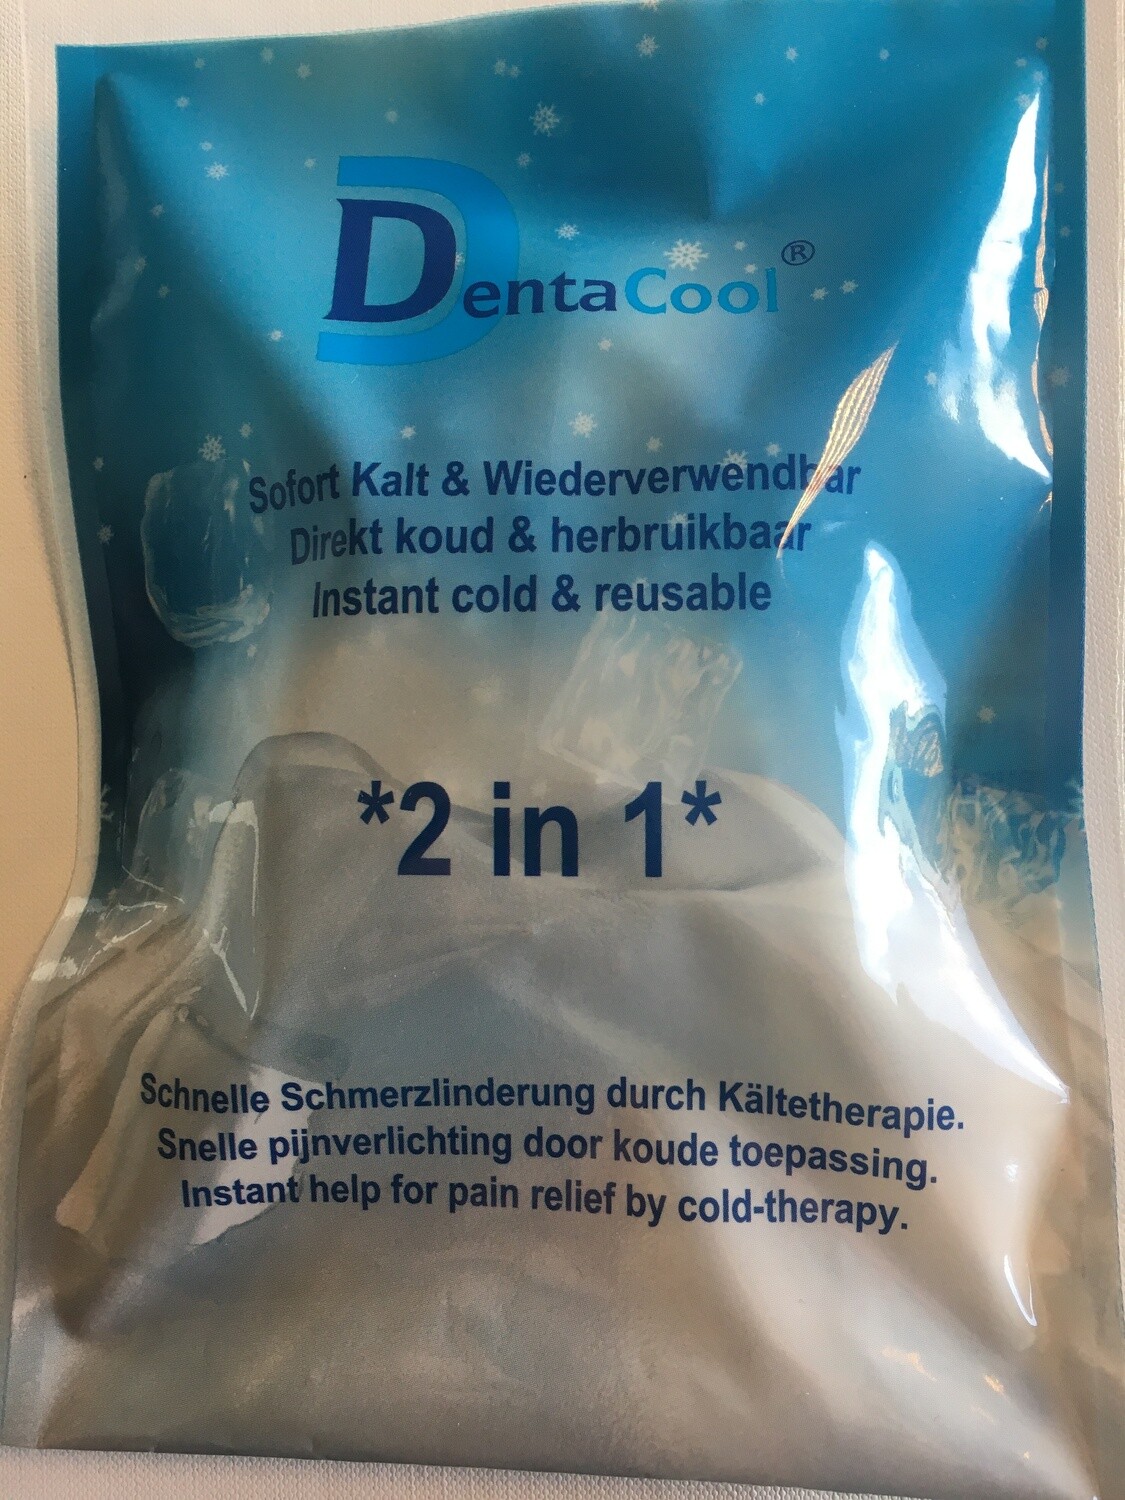 DentaCool®
Sofort Kalt & Wiederverwendbar
Direkt koud & herbruikbaar
Instant cold & reusable
*2 in 1*
Schnelle Schmerzlinderung durch Kältetherapie.
Snelle pijnverlichting door koude toepassing.
Instant help for pain relief by cold-therapy.